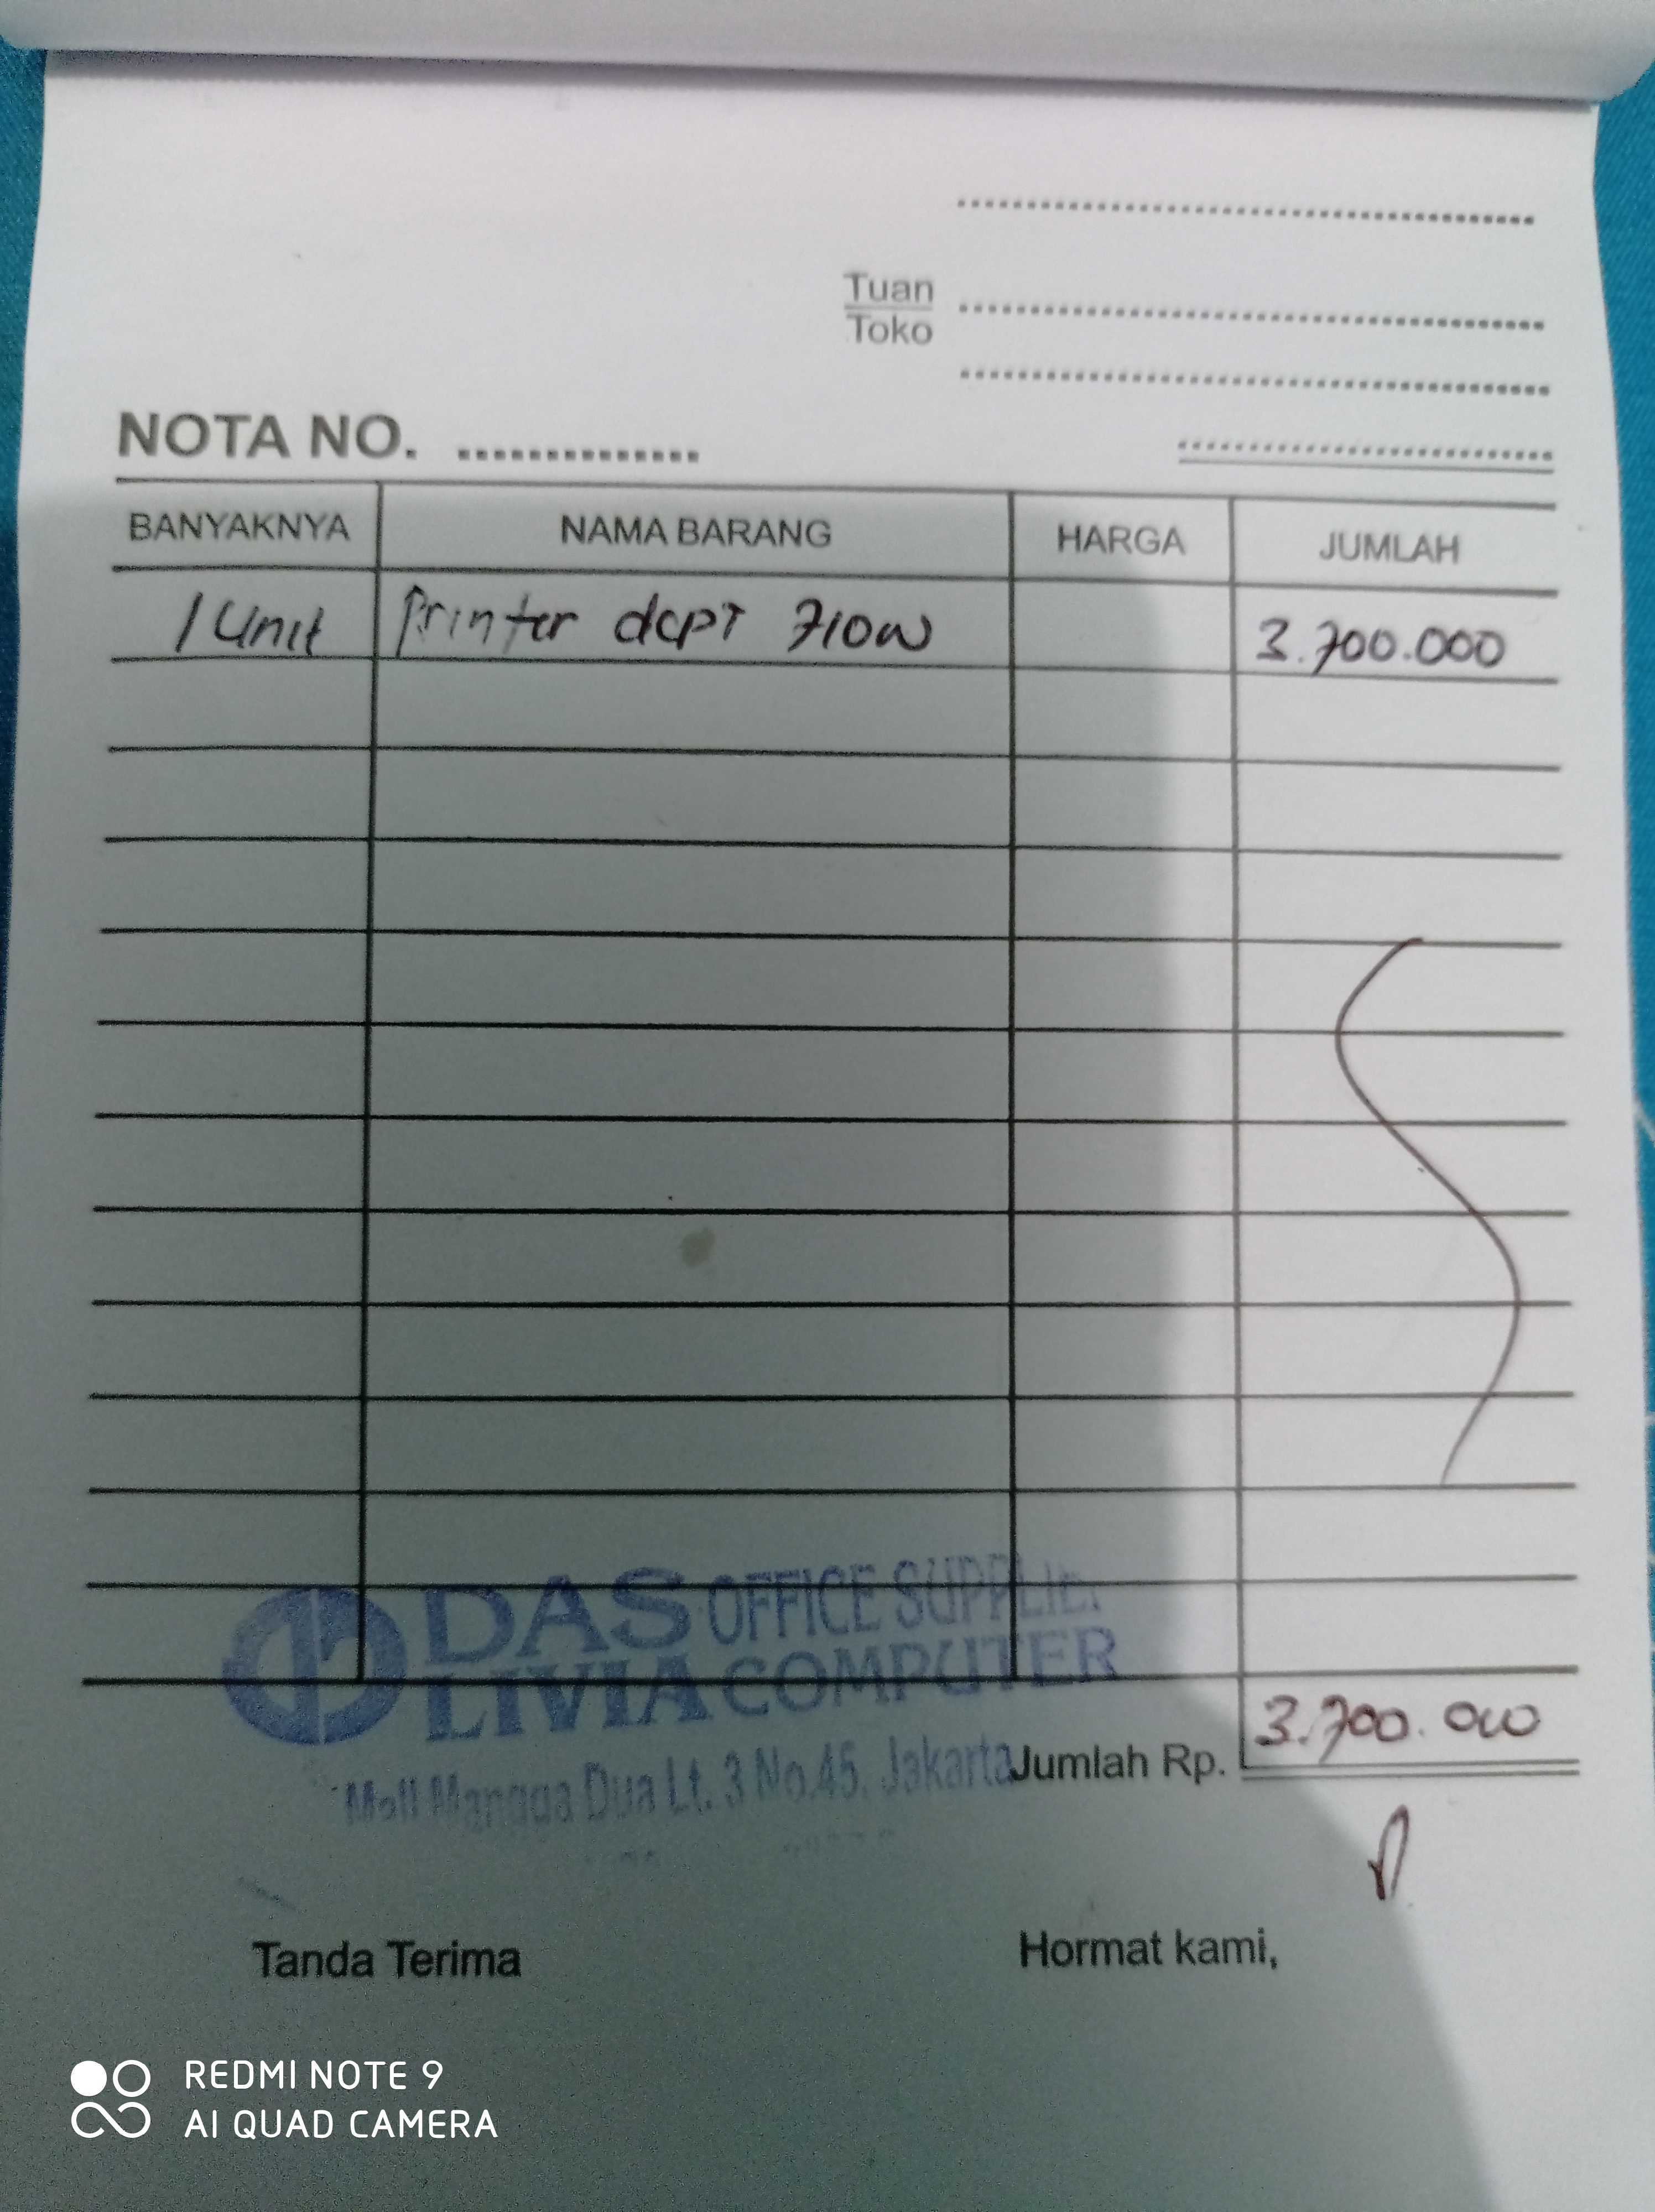 Tuan
Toko
NOTA NO.
BANYAKNYA NAMA BARANG HARGA JUMLAH
1 Unit Printer dcpT 710W 3.700.000
DAS OFFICE
LIVIA COMPUTER
Mall Mangga Dua Lt. 3 No.45, Jakarta
Jumlah Rp. 3.700.000
Tanda Terima Hormat kami,
REDMI NOTE 9
AI QUAD CAMERA